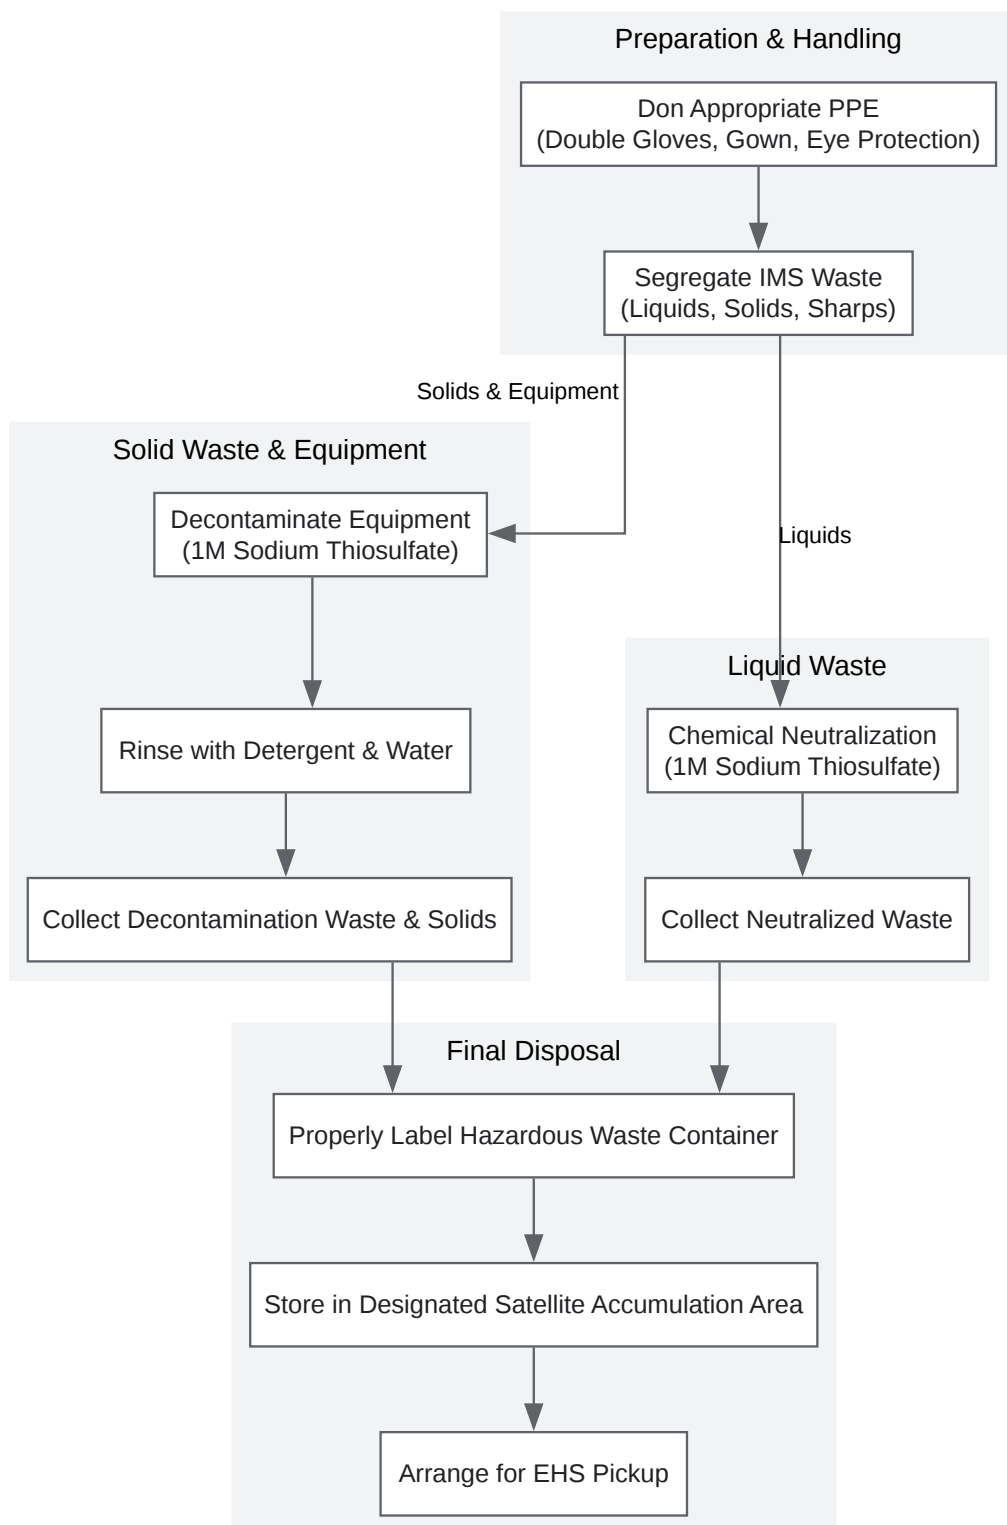 Preparation & Handling
Don Appropriate PPE
(Double Gloves, Gown, Eye Protection)
Segregate IMS Waste
(Liquids, Solids, Sharps)
Solids & Equipment
Solid Waste & Equipment
Decontaminate Equipment
(1M Sodium Thiosulfate)
Liquids
Liquid Waste
Rinse with Detergent & Water
Chemical Neutralization
(1M Sodium Thiosulfate)
Collect Decontamination Waste & Solids
Collect Neutralized Waste
Final Disposal
Properly Label Hazardous Waste Container
Store in Designated Satellite Accumulation Area
Arrange for EHS Pickup